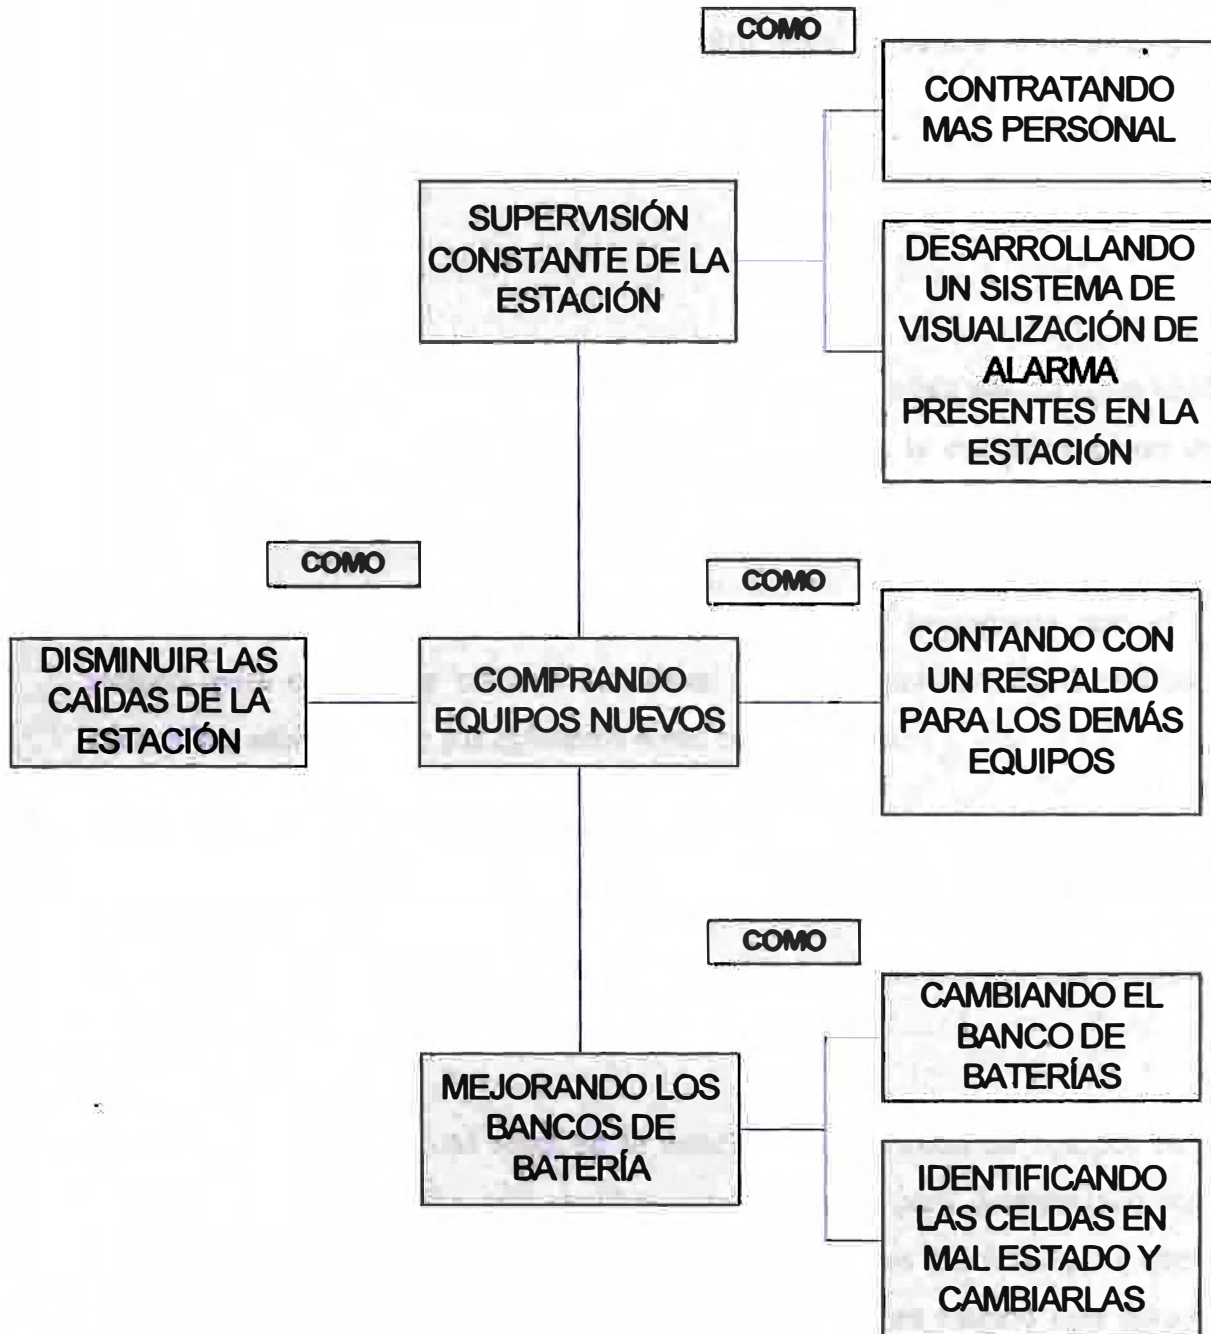 COMO
CONTRATANDO
MAS PERSONAL
SUPERVISIÓN
CONSTANTE DE LA
ESTACIÓN
DESARROLLANDO
UN SISTEMA DE
VISUALIZACIÓN DE
ALARMA
PRESENTES EN LA
ESTACIÓN
COMO
COMO
DISMINUIR LAS
CAÍDAS DE LA
ESTACIÓN
COMPRANDO
EQUIPOS NUEVOS
CONTANDO CON
UN RESPALDO
PARA LOS DEMÁS
EQUIPOS
COMO
MEJORANDO LOS
BANCOS DE
BATERÍA
CAMBIANDO EL
BANCO DE
BATERÍAS
IDENTIFICANDO
LAS CELDAS EN
MAL ESTADO Y
CAMBIARLAS